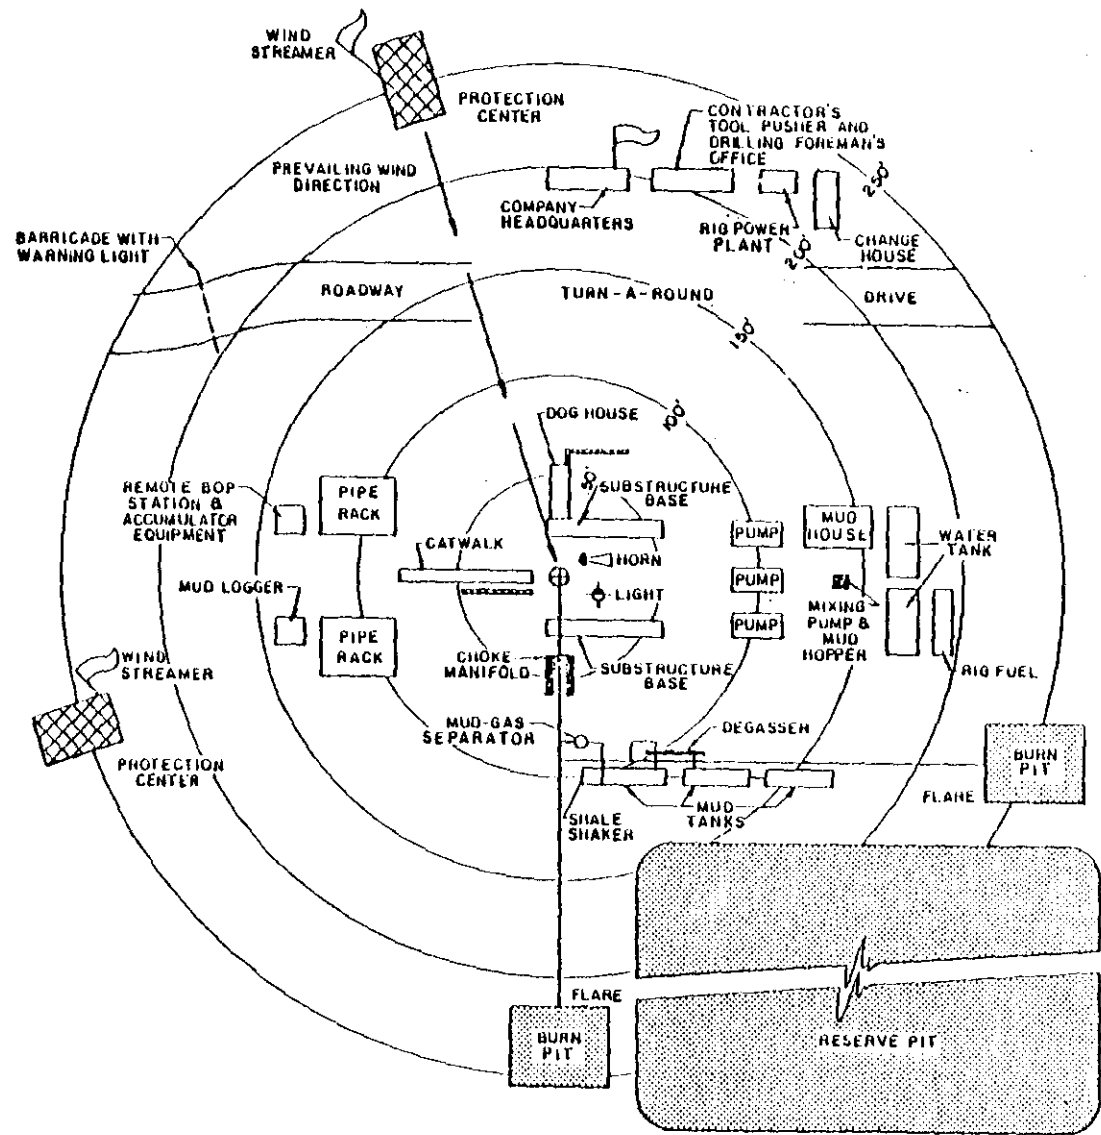 WIND
STREAMER
PROTECTION
CENTER
CONTRACTOR'S
TOOL PUSHER AND
DRILLING FOREMAN'S
OFFICE
PREVAILING WIND
DIRECTION
250'
COMPANY
HEADQUARTERS
RIG POWER
PLANT
200'
CHANGE
HOUSE
BARRICADE WITH
WARNING LIGHT
ROADWAY
TURN-A-ROUND
DRIVE
150'
100'
DOG HOUSE
50'
SUBSTRUCTURE
BASE
REMOTE BOP
STATION &
ACCUMULATOR
EQUIPMENT
PIPE
RACK
CATWALK
HORN
PUMP
MUD
HOUSE
WATER
TANK
MUD LOGGER
LIGHT
PUMP
PUMP
MIXING
PUMP &
MUD
HOPPER
PIPE
RACK
CHOKE
MANIFOLD
SUBSTRUCTURE
BASE
RIG FUEL
WIND
STREAMER
PROTECTION
CENTER
MUD-GAS
SEPARATOR
DEGASSER
BURN
PIT
FLARE
SHALE
SHAKER
MUD
TANKS
FLARE
BURN
PIT
RESERVE PIT